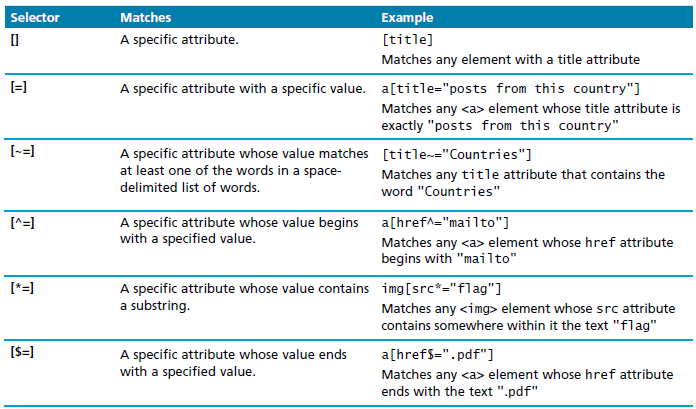 Selector Matches Example
[] A specific attribute. [title]
Matches any element with a title attribute
[=] A specific attribute with a specific value. a[title="posts from this country"]
Matches any <a> element whose title attribute is
exactly "posts from this country"
[~=] A specific attribute whose value matches [title~="Countries"]
at least one of the words in a space- Matches any title attribute that contains the
delimited list of words. word "Countries"
[^=] A specific attribute whose value begins a[href^="mailto"]
with a specified value. Matches any <a> element whose href attribute
begins with "mailto"
[*=] A specific attribute whose value contains img[src*="flag"]
a substring. Matches any <img> element whose src attribute
contains somewhere within it the text "flag"
[$=] A specific attribute whose value ends a[href$=".pdf"]
with a specified value. Matches any <a> element whose href attribute
ends with the text ".pdf"